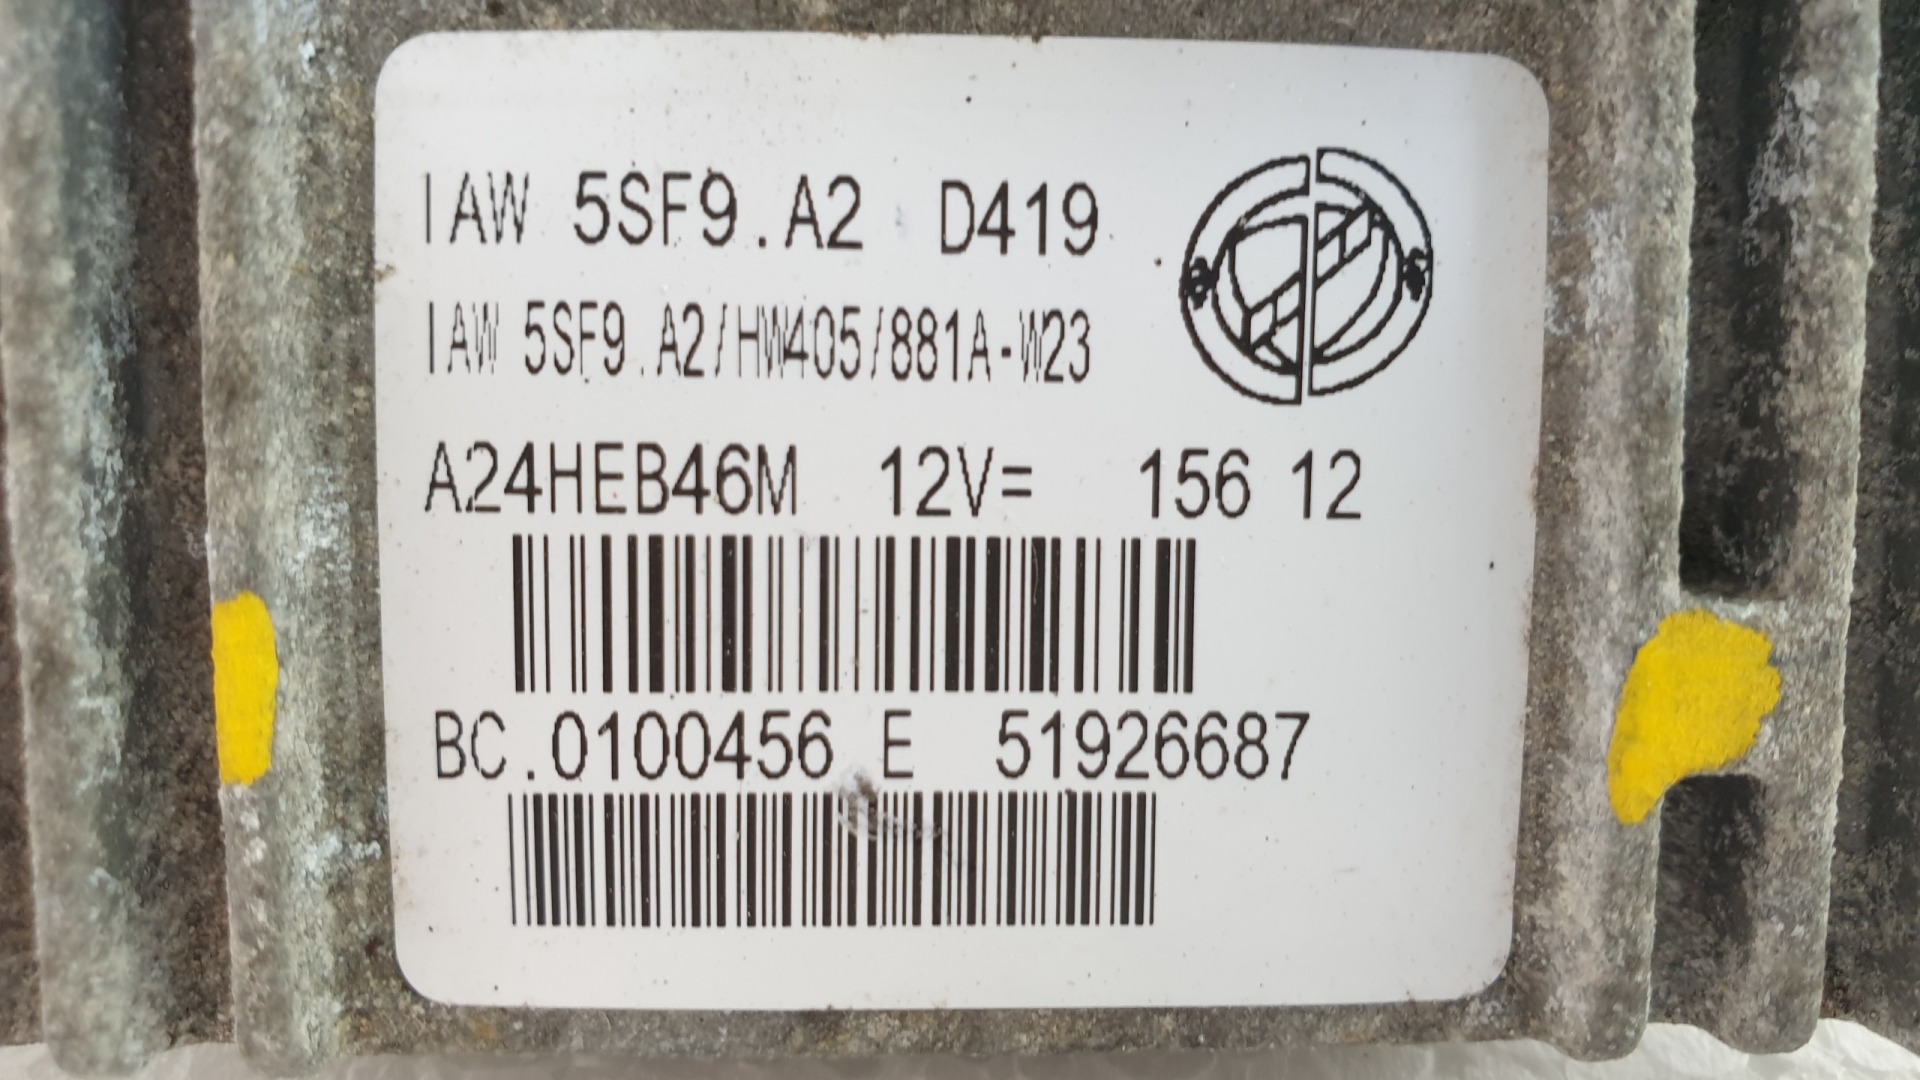 IAW 5SF9.A2 D419
IAW 5SF9.A2/HW405/881A-W23
A24HEB46M 12V= 156 12
BC.0100456 E 51926687